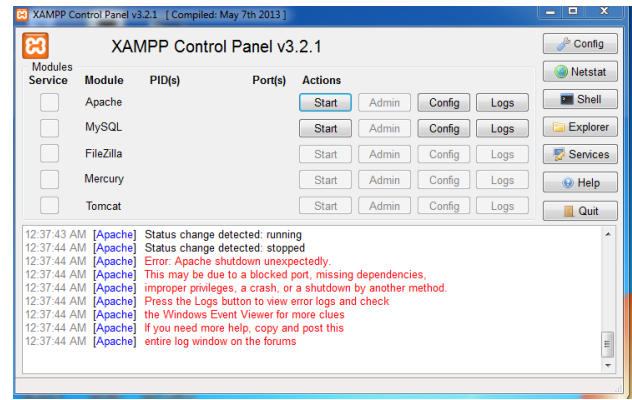 XAMPP Control Panel v3.2.1 [ Compiled: May 7th 2013 ]
XAMPP Control Panel v3.2.1
Config
Modules
Service Module PID(s) Port(s) Actions
Netstat
Apache Start Admin Config Logs
Shell
MySQL Start Admin Config Logs
Explorer
FileZilla Start Admin Config Logs
Services
Mercury Start Admin Config Logs
Help
Tomcat Start Admin Config Logs
Quit
12:37:43 AM [Apache] Status change detected: running
12:37:44 AM [Apache] Status change detected: stopped
12:37:44 AM [Apache] Error: Apache shutdown unexpectedly.
12:37:44 AM [Apache] This may be due to a blocked port, missing dependencies,
12:37:44 AM [Apache] improper privileges, a crash, or a shutdown by another method.
12:37:44 AM [Apache] Press the Logs button to view error logs and check
12:37:44 AM [Apache] the Windows Event Viewer for more clues
12:37:44 AM [Apache] If you need more help, copy and post this
12:37:44 AM [Apache] entire log window on the forums